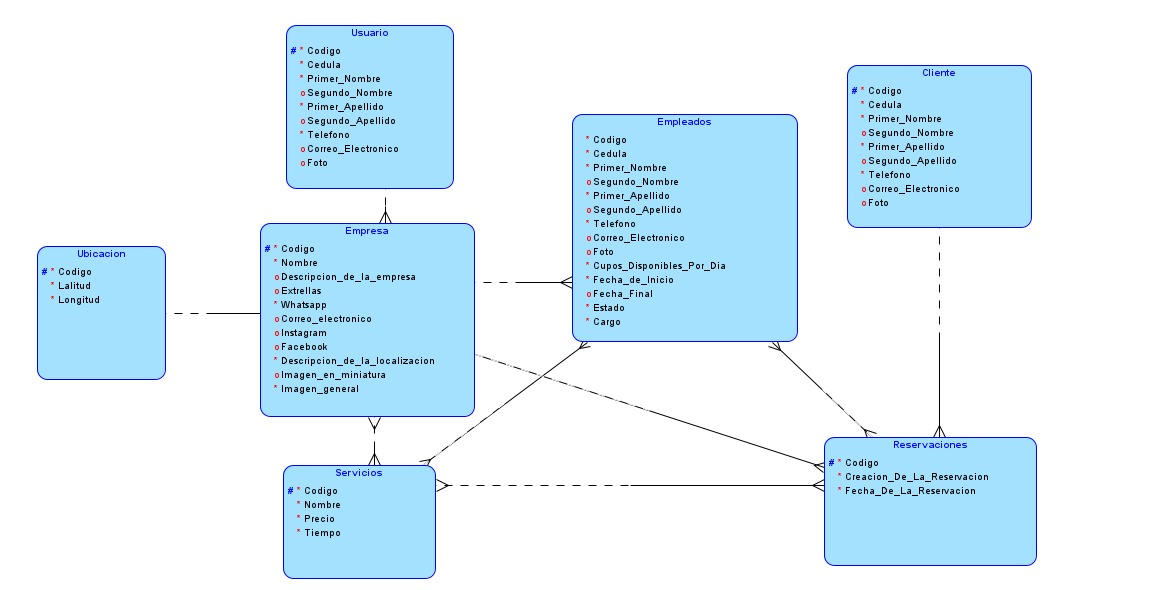 Usuario
# * Codigo
* Cedula
* Primer_Nombre
o Segundo_Nombre
* Primer_Apellido
o Segundo_Apellido
* Telefono
o Correo_Electronico
o Foto
Cliente
# * Codigo
* Cedula
* Primer_Nombre
o Segundo_Nombre
* Primer_Apellido
o Segundo_Apellido
* Telefono
o Correo_Electronico
o Foto
Empleados
* Codigo
* Cedula
* Primer_Nombre
o Segundo_Nombre
* Primer_Apellido
o Segundo_Apellido
* Telefono
o Correo_Electronico
o Foto
* Cupos_Disponibles_Por_Dia
* Fecha_de_Inicio
o Fecha_Final
* Estado
* Cargo
Empresa
# * Codigo
* Nombre
o Descripcion_de_la_empresa
o Extrellas
* Whatsapp
o Correo_electronico
o Instagram
o Facebook
* Descripcion_de_la_localizacion
o Imagen_en_miniatura
* Imagen_general
Ubicacion
# * Codigo
* Lalitud
* Longitud
Servicios
# * Codigo
* Nombre
* Precio
* Tiempo
Reservaciones
# * Codigo
* Creacion_De_La_Reservacion
* Fecha_De_La_Reservacion